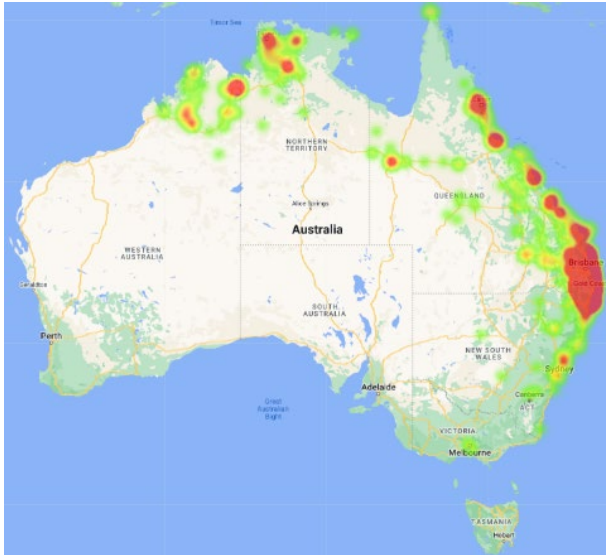 Timor Sea
NORTHERN
TERRITORY
QUEENSLAND
Alice Springs
Australia
WESTERN
AUSTRALIA
Brisbane
Gold Coast
Geraldton
SOUTH
AUSTRALIA
Perth
NEW SOUTH
WALES
Sydney
Adelaide
Canberra
ACT
Great
Australian
Bight
VICTORIA
Melbourne
TASMANIA
Hobart